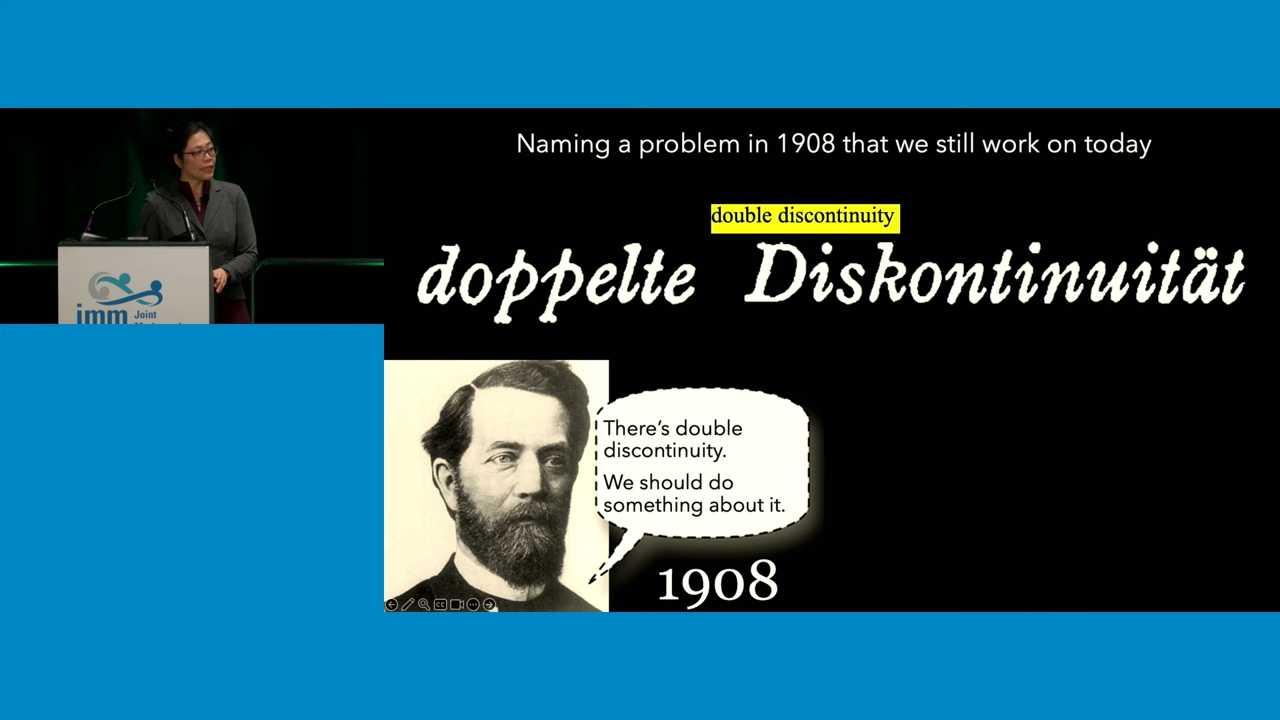 Naming a problem in 1908 that we still work on today
double discontinuity
doppelte Diskontinuität
There's double
discontinuity.
We should do
something about it.
1908
jmm Joint